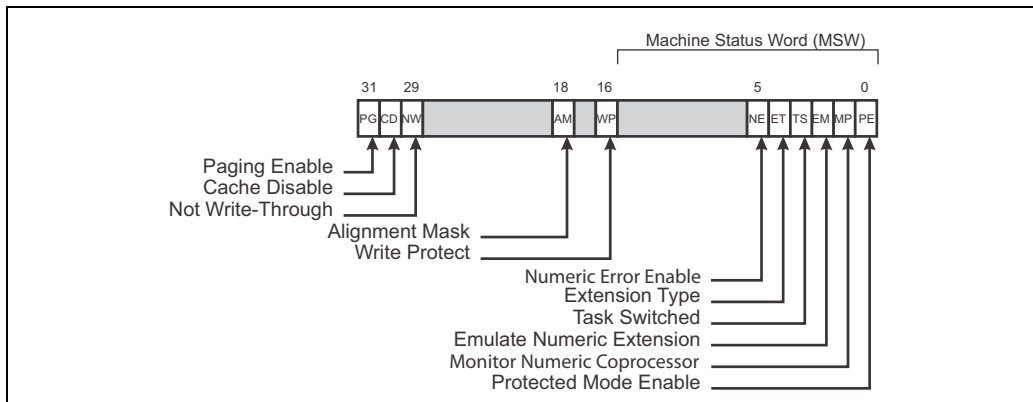 Machine Status Word (MSW)
31 29 18 16 5 0
PG CD NW AM WP NE ET TS EM MP PE
Paging Enable
Cache Disable
Not Write-Through
Alignment Mask
Write Protect
Numeric Error Enable
Extension Type
Task Switched
Emulate Numeric Extension
Monitor Numeric Coprocessor
Protected Mode Enable